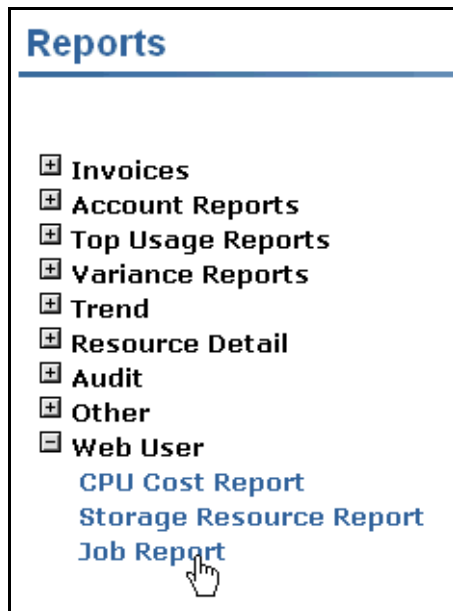 Reports
Invoices
Account Reports
Top Usage Reports
Variance Reports
Trend
Resource Detail
Audit
Other
Web User
CPU Cost Report
Storage Resource Report
Job Report